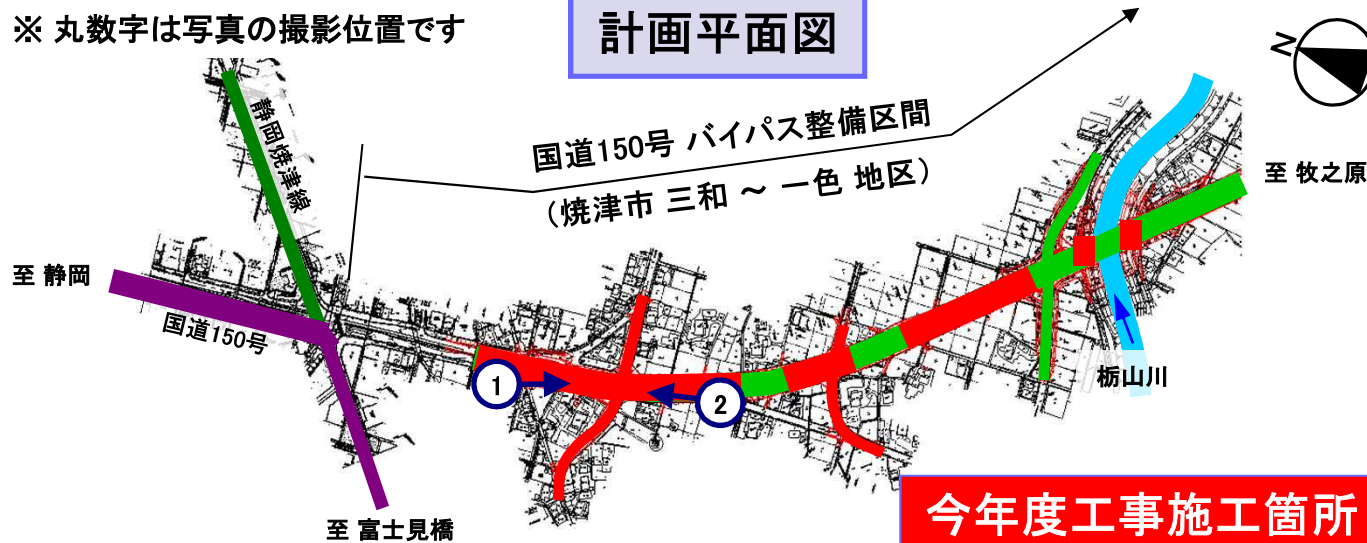 ※ 丸数字は写真の撮影位置です
計画平面図
N
静岡焼津線
国道150号 バイパス整備区間
(焼津市 三和 ~ 一色 地区)
至 牧之原
至 静岡
国道150号
①
②
栃山川
至 富士見橋
今年度工事施工箇所